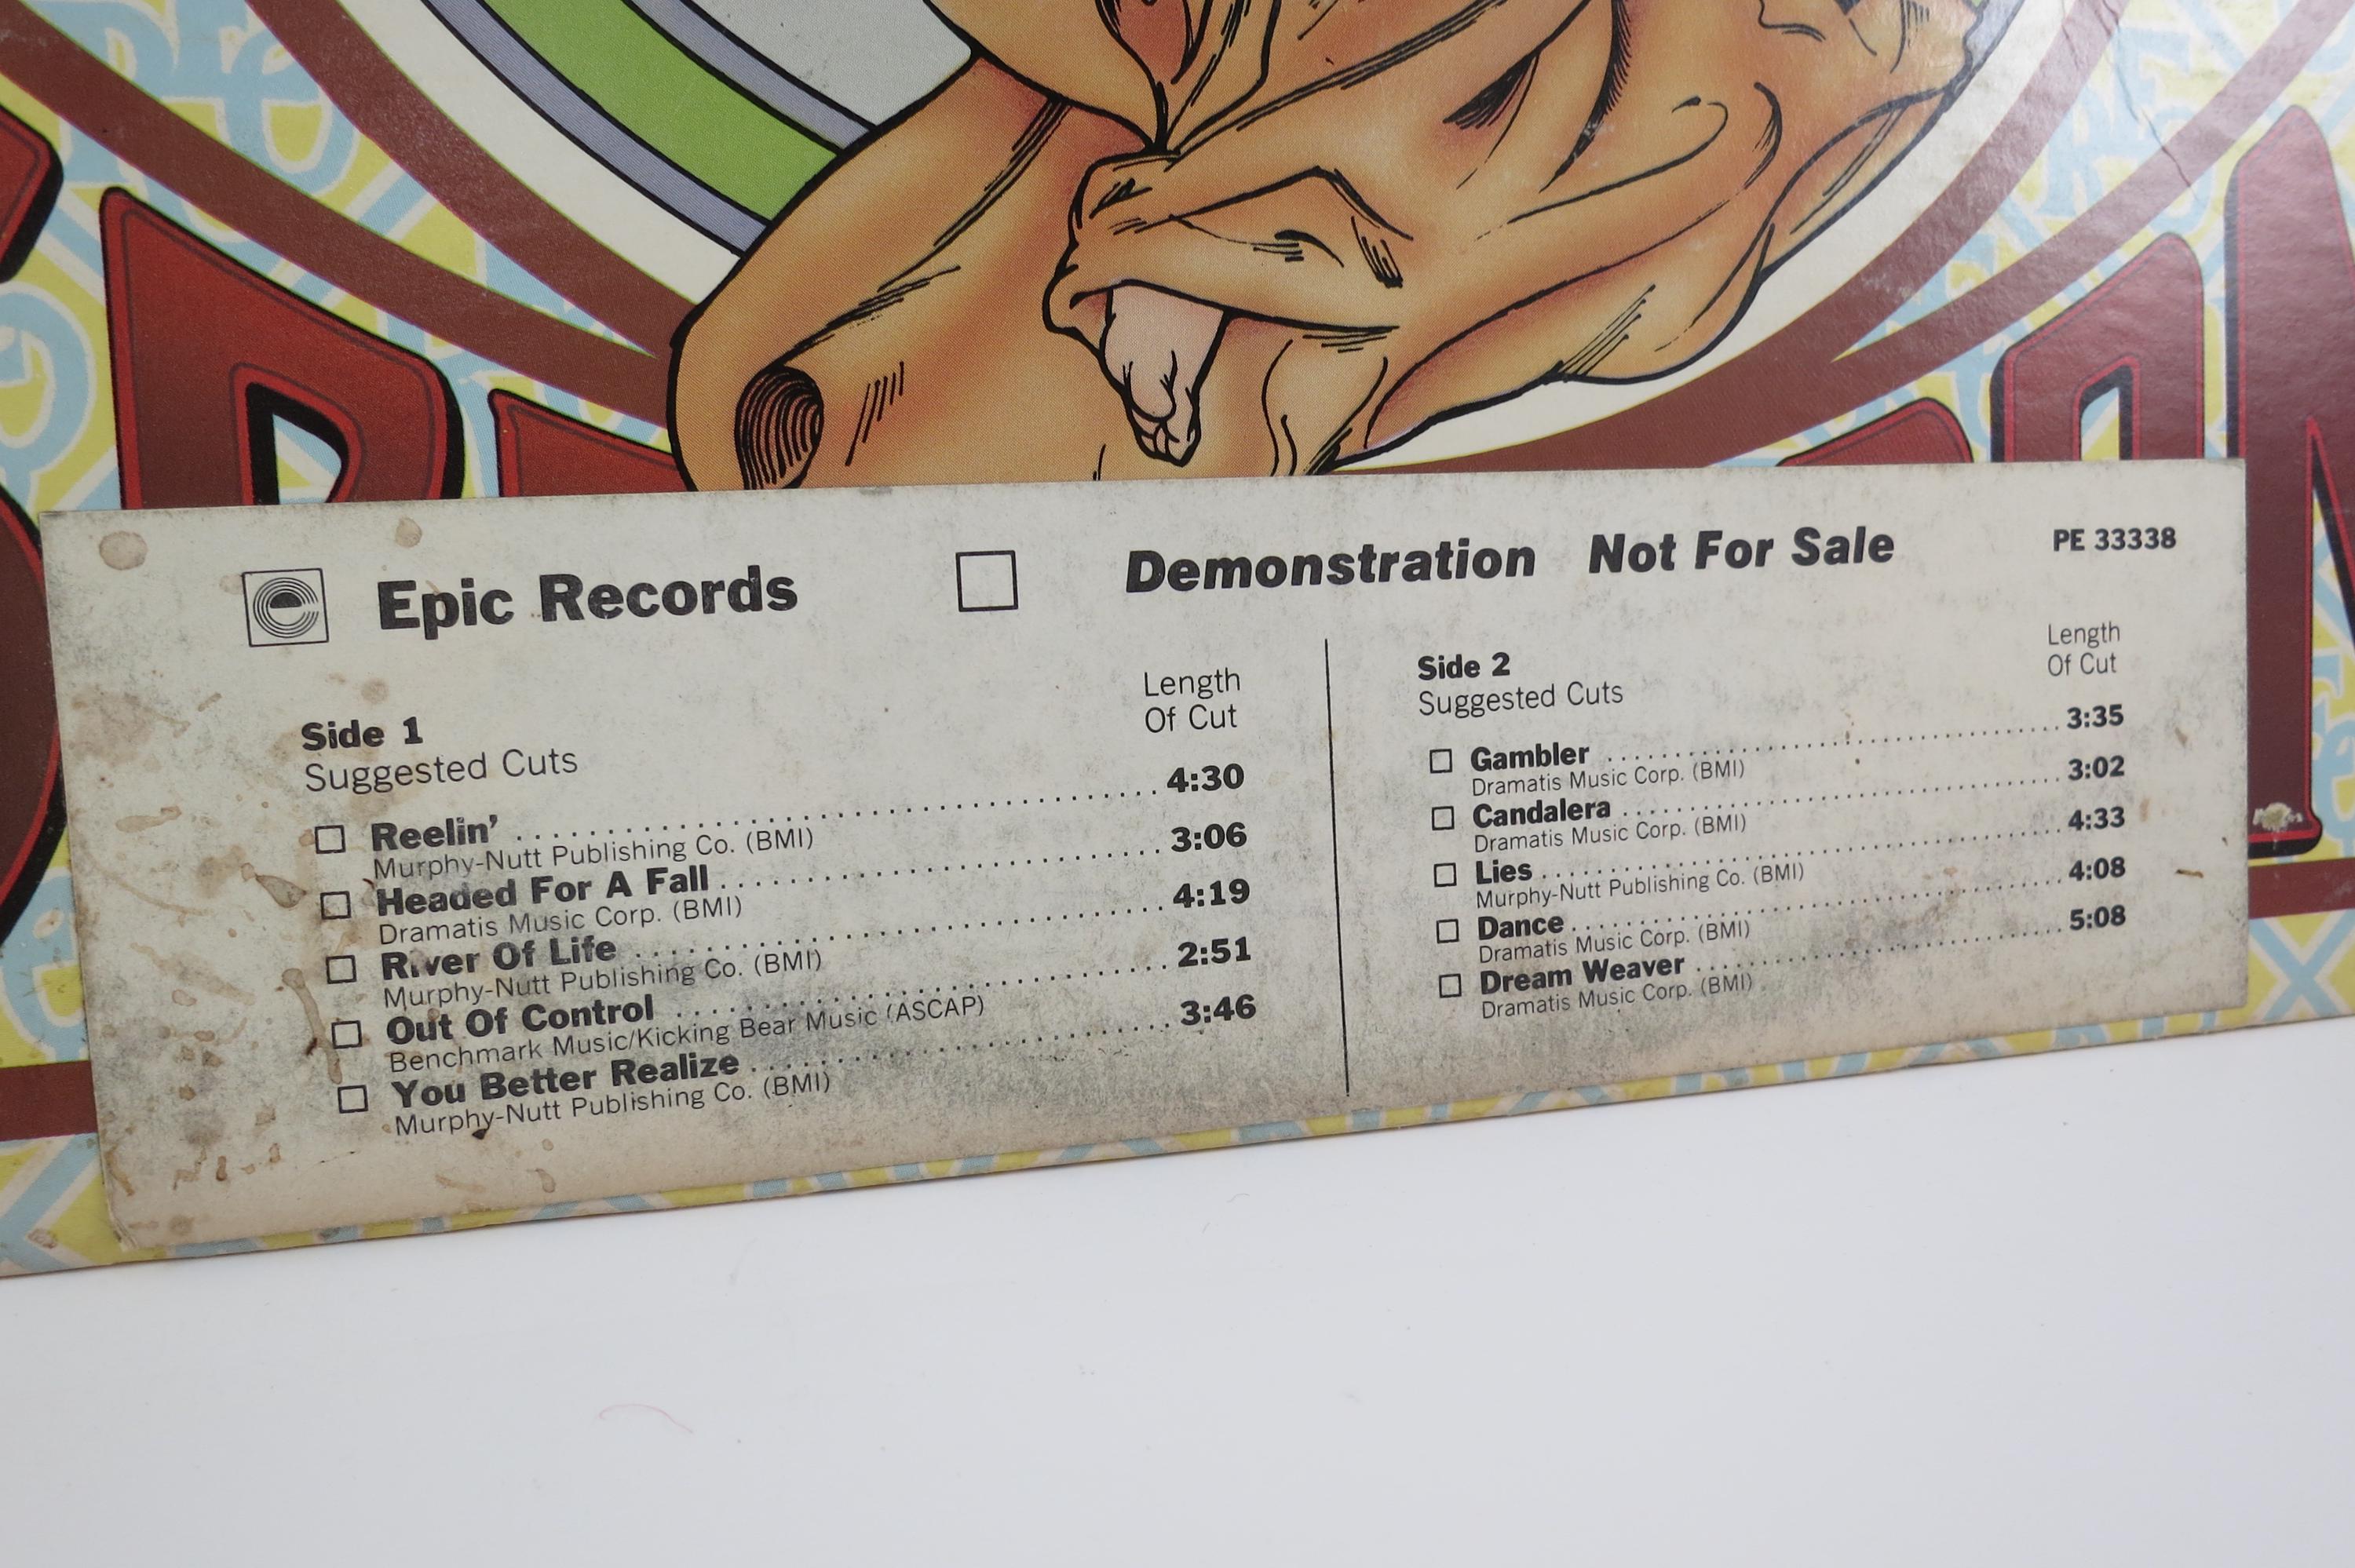 Epic Records
Demonstration Not For Sale
PE 33338
Side 1
Suggested Cuts
Length
Of Cut
Reelin' 4:30
Murphy-Nutt Publishing Co. (BMI)
Headed For A Fall 3:06
Dramatis Music Corp. (BMI)
River Of Life 4:19
Murphy-Nutt Publishing Co. (BMI)
Out Of Control 2:51
Benchmark Music/Kicking Bear Music (ASCAP)
You Better Realize 3:46
Murphy-Nutt Publishing Co. (BMI)
Side 2
Suggested Cuts
Length
Of Cut
Gambler 3:35
Dramatis Music Corp. (BMI)
Candalera 3:02
Dramatis Music Corp. (BMI)
Lies 4:33
Murphy-Nutt Publishing Co. (BMI)
Dance 4:08
Dramatis Music Corp. (BMI)
Dream Weaver 5:08
Dramatis Music Corp. (BMI)